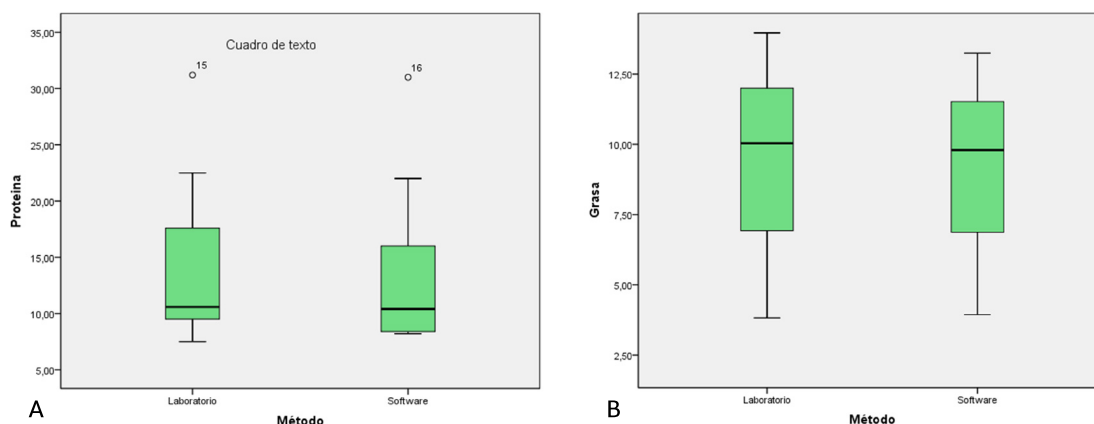 Cuadro de texto
35,00
30,00
25,00
20,00
15,00
10,00
5,00
Proteina
15
16
Laboratorio
Software
Método
A
12,50
10,00
7,50
5,00
2,50
Grasa
Laboratorio
Software
Método
B